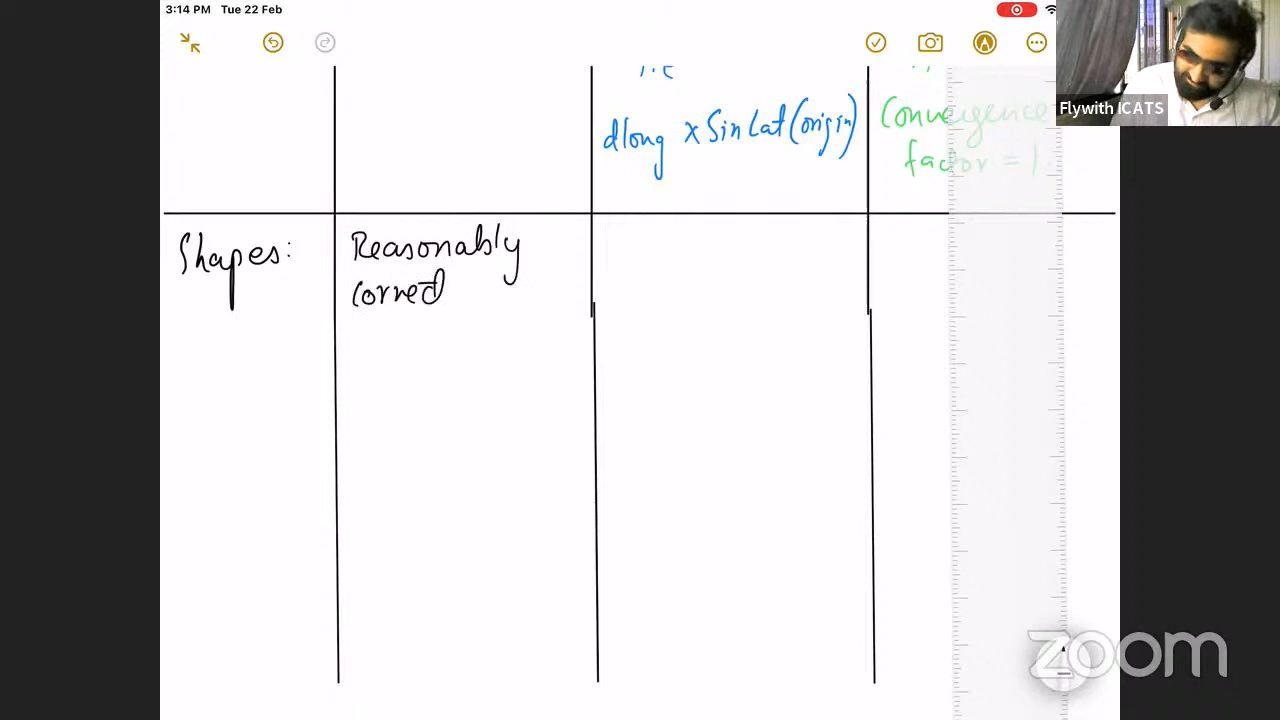 3:14 PM Tue 22 Feb
Flywith ICATS
dlong x Sin Lat (origin)
Convergence
factor = 1
Shapes: Reasonably
correct
zoom